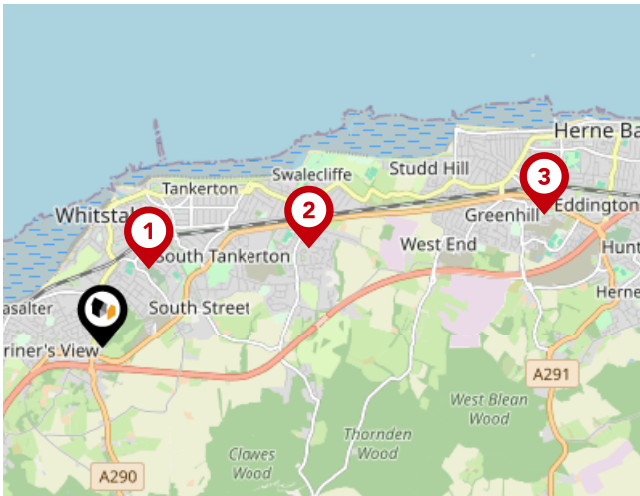 Herne Ba
Studd Hill
Swalecliffe
3
Tankerton
2
Eddington
Whitsta
Greenhill
1
West End
Hunt
South Tankerton
Herne
asalter
South Street
riner's View
A291
West Blean
Wood
Thornden
Wood
Clowes
Wood
A290